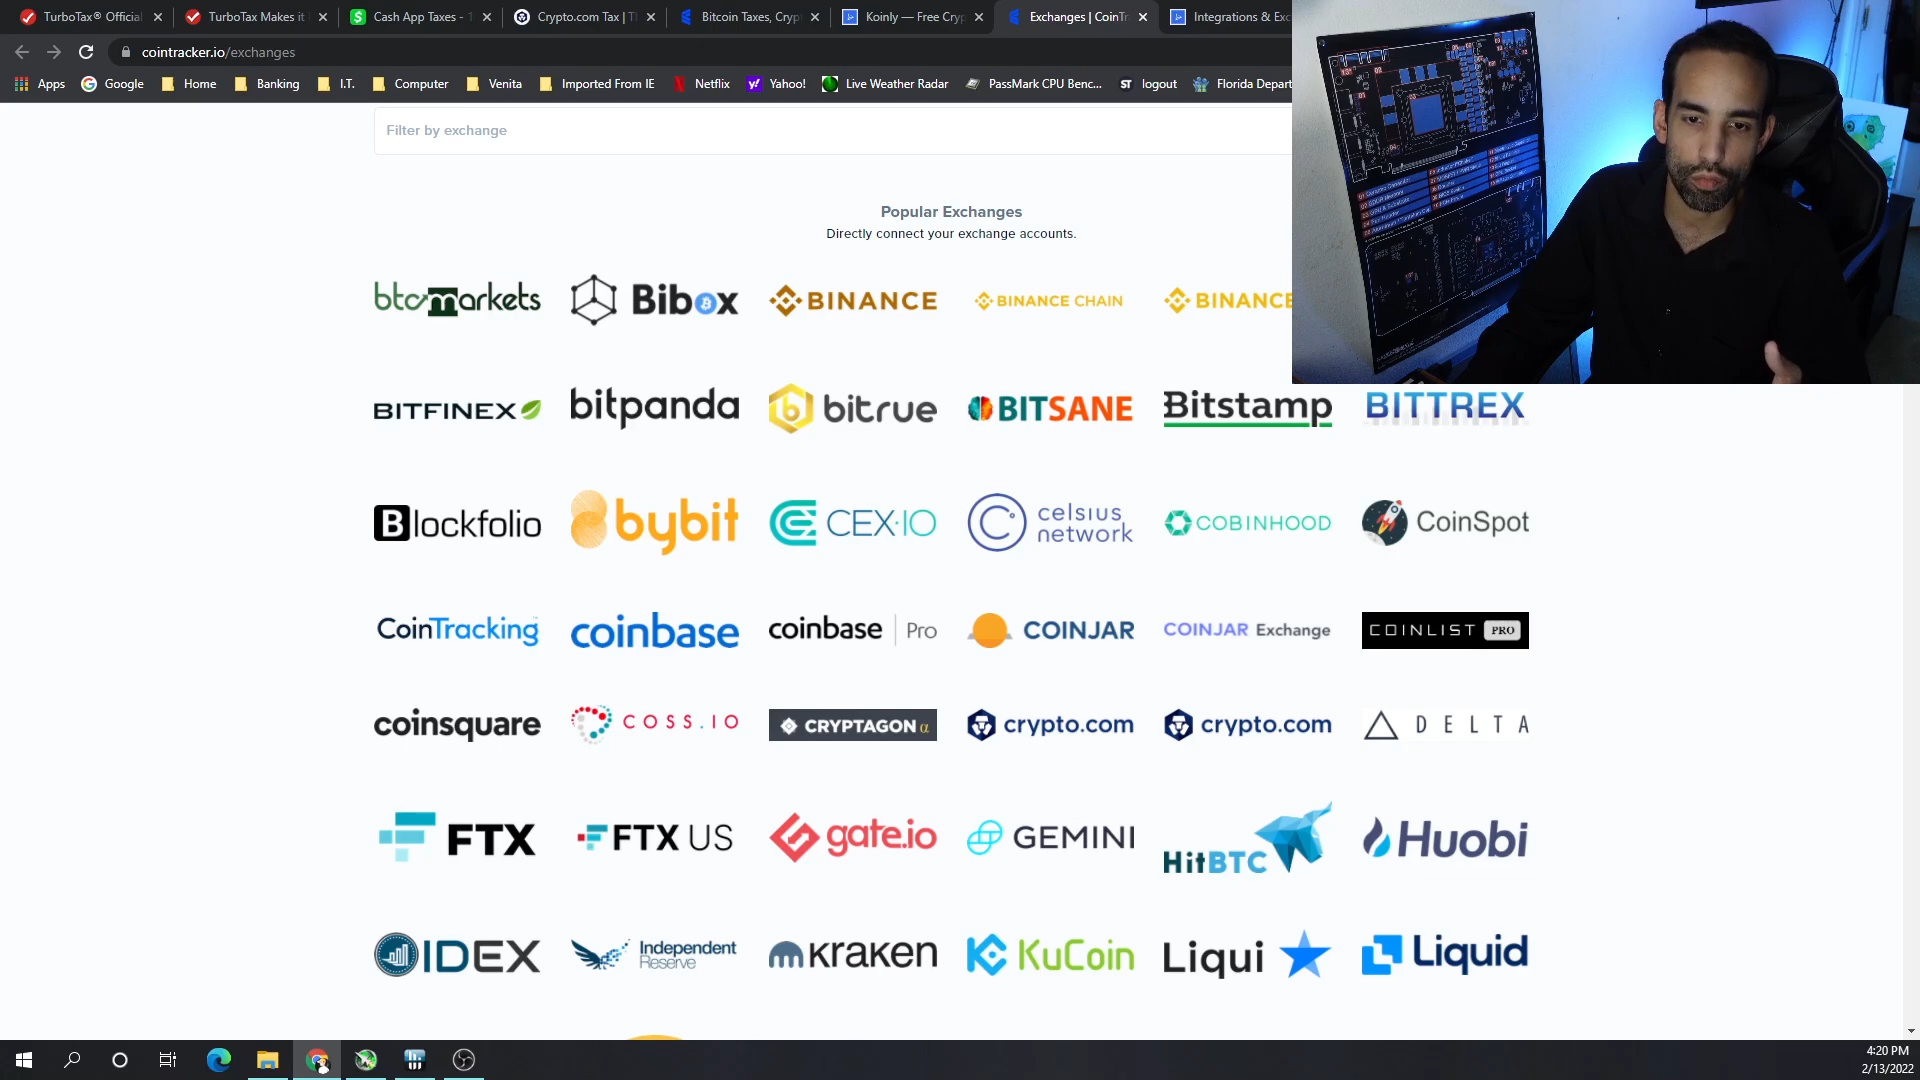 TurboTax® Official
TurboTax Makes it
Cash App Taxes - 1
Crypto.com Tax | Th
Bitcoin Taxes, Cryp
Koinly — Free Cryp
Exchanges | CoinTr
Integrations & Exc
cointracker.io/exchanges
Apps
Google
Home
Banking
I.T.
Computer
Venita
Imported From IE
Netflix
Yahoo!
Live Weather Radar
PassMark CPU Benc...
ST logout
Florida Depart
Filter by exchange
Popular Exchanges
Directly connect your exchange accounts.
btcmarkets
Bibox
BINANCE
BINANCE CHAIN
BINANCE
BITFINEX
bitpanda
bitrue
BITSANE
Bitstamp
BITTREX
Blockfolio
bybit
CEX·IO
celsius network
COBINHOOD
CoinSpot
CoinTracking
coinbase
coinbase | Pro
COINJAR
COINJAR Exchange
COINLIST PRO
coinsquare
COSS.IO
CRYPTAGON α
crypto.com
crypto.com
DELTA
FTX
FTX US
gate.io
GEMINI
HitBTC
Huobi
IDEX
Independent Reserve
kraken
KuCoin
Liqui
Liquid
4:20 PM
2/13/2022